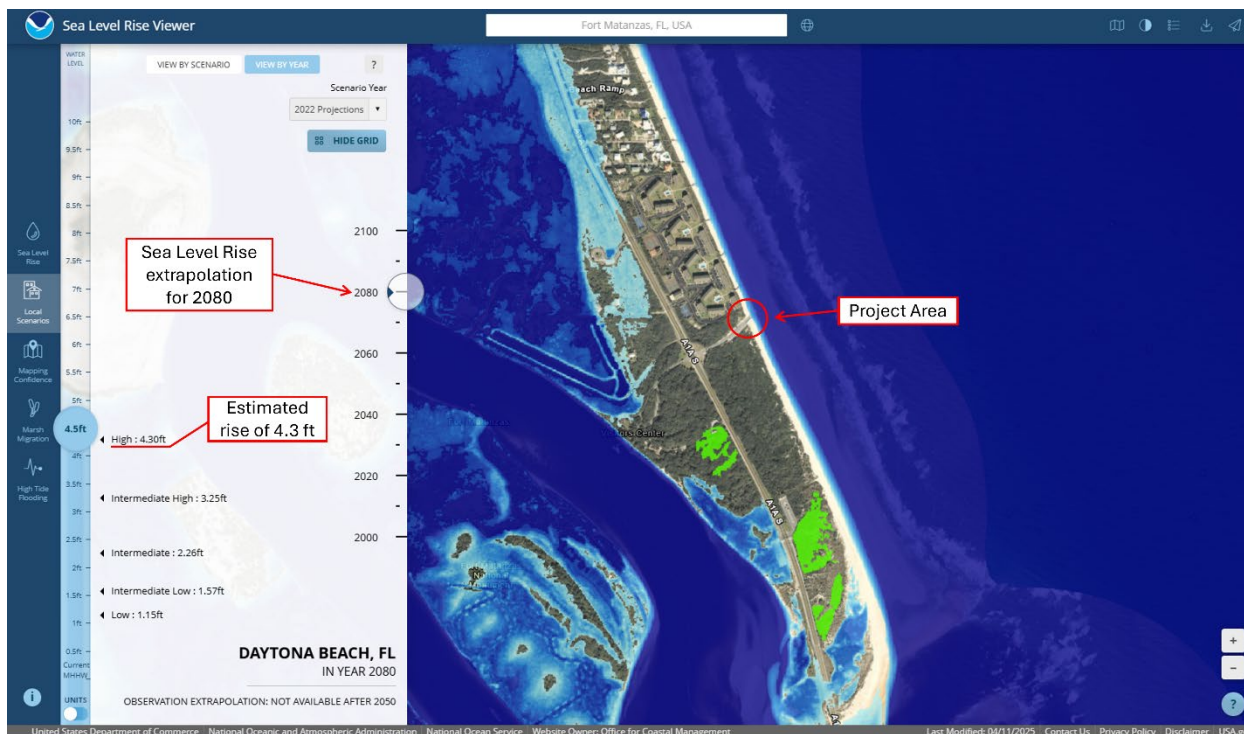 Sea Level Rise Viewer
Fort Matanzas, FL, USA
WATER
LEVEL
VIEW BY SCENARIO
VIEW BY YEAR
?
Scenario Year
2022 Projections
HIDE GRID
10ft
9.5ft
9ft
8.5ft
8ft
7.5ft
7ft
6.5ft
6ft
5.5ft
5ft
4.5ft
4ft
3.5ft
3ft
2.5ft
2ft
1.5ft
1ft
0.5ft
Current
MHHW
UNITS
Sea Level
Rise
Local
Scenarios
Mapping
Confidence
Marsh
Migration
High Tide
Flooding
i
2100
2080
2060
2040
2020
2000
Sea Level Rise
extrapolation
for 2080
Estimated
rise of 4.3 ft
High : 4.30ft
Intermediate High : 3.25ft
Intermediate : 2.26ft
Intermediate Low : 1.57ft
Low : 1.15ft
DAYTONA BEACH, FL
IN YEAR 2080
OBSERVATION EXTRAPOLATION: NOT AVAILABLE AFTER 2050
Beach Ramp
Project Area
A1A S
Center
A1A S
+
−
?
United States Department of Commerce National Oceanic and Atmospheric Administration National Ocean Service Website Owner: Office for Coastal Management
Last Modified: 04/11/2025 Contact Us Privacy Policy Disclaimer USA.g